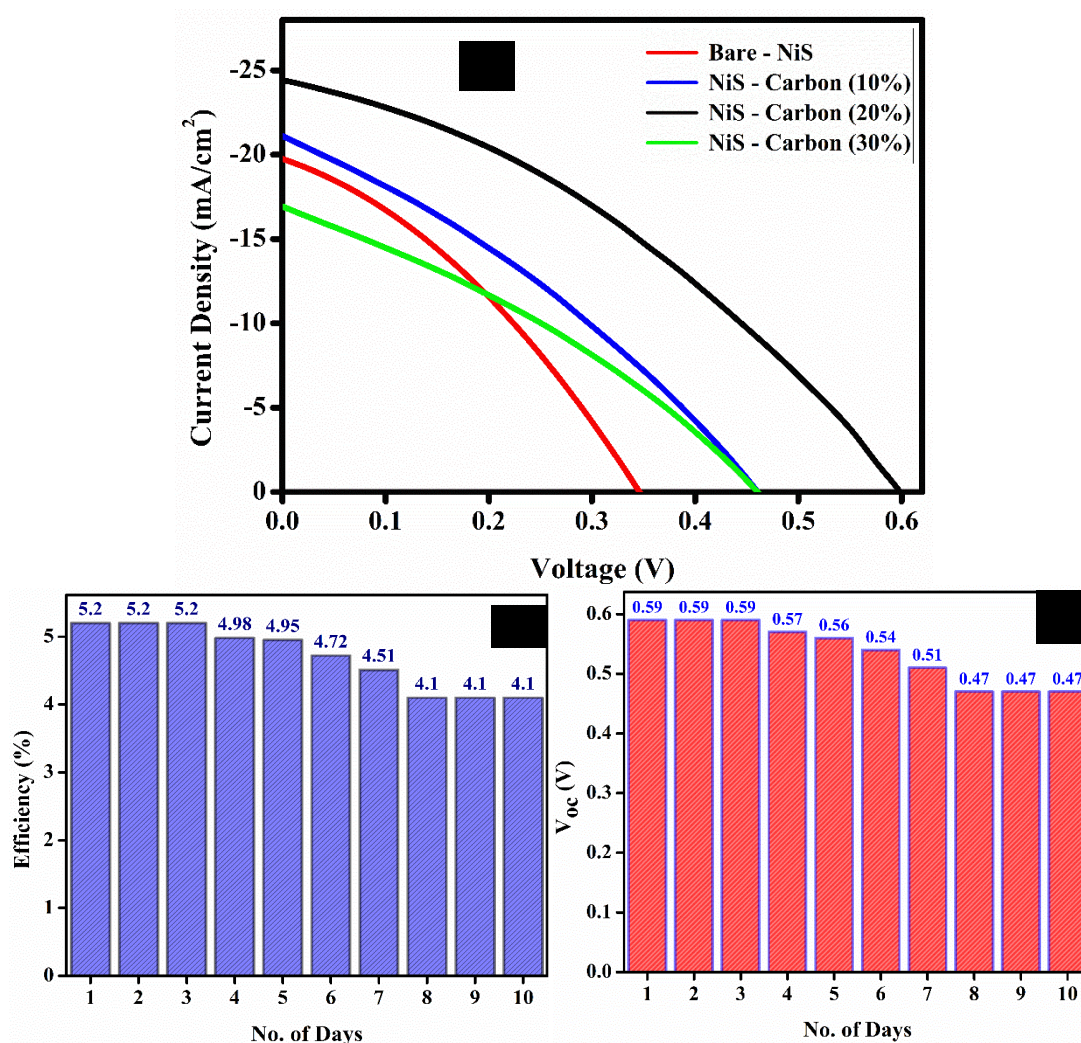 Bare - NiS
NiS - Carbon (10%)
NiS - Carbon (20%)
NiS - Carbon (30%)
Current Density (mA/cm²)
-25
-20
-15
-10
-5
0
0.0 0.1 0.2 0.3 0.4 0.5 0.6
Voltage (V)
Efficiency (%)
5
4
3
2
1
0
5.2 5.2 5.2 4.98 4.95 4.72 4.51 4.1 4.1 4.1
1 2 3 4 5 6 7 8 9 10
No. of Days
Voc (V)
0.6
0.5
0.4
0.3
0.2
0.1
0.0
0.59 0.59 0.59 0.57 0.56 0.54 0.51 0.47 0.47 0.47
1 2 3 4 5 6 7 8 9 10
No. of Days